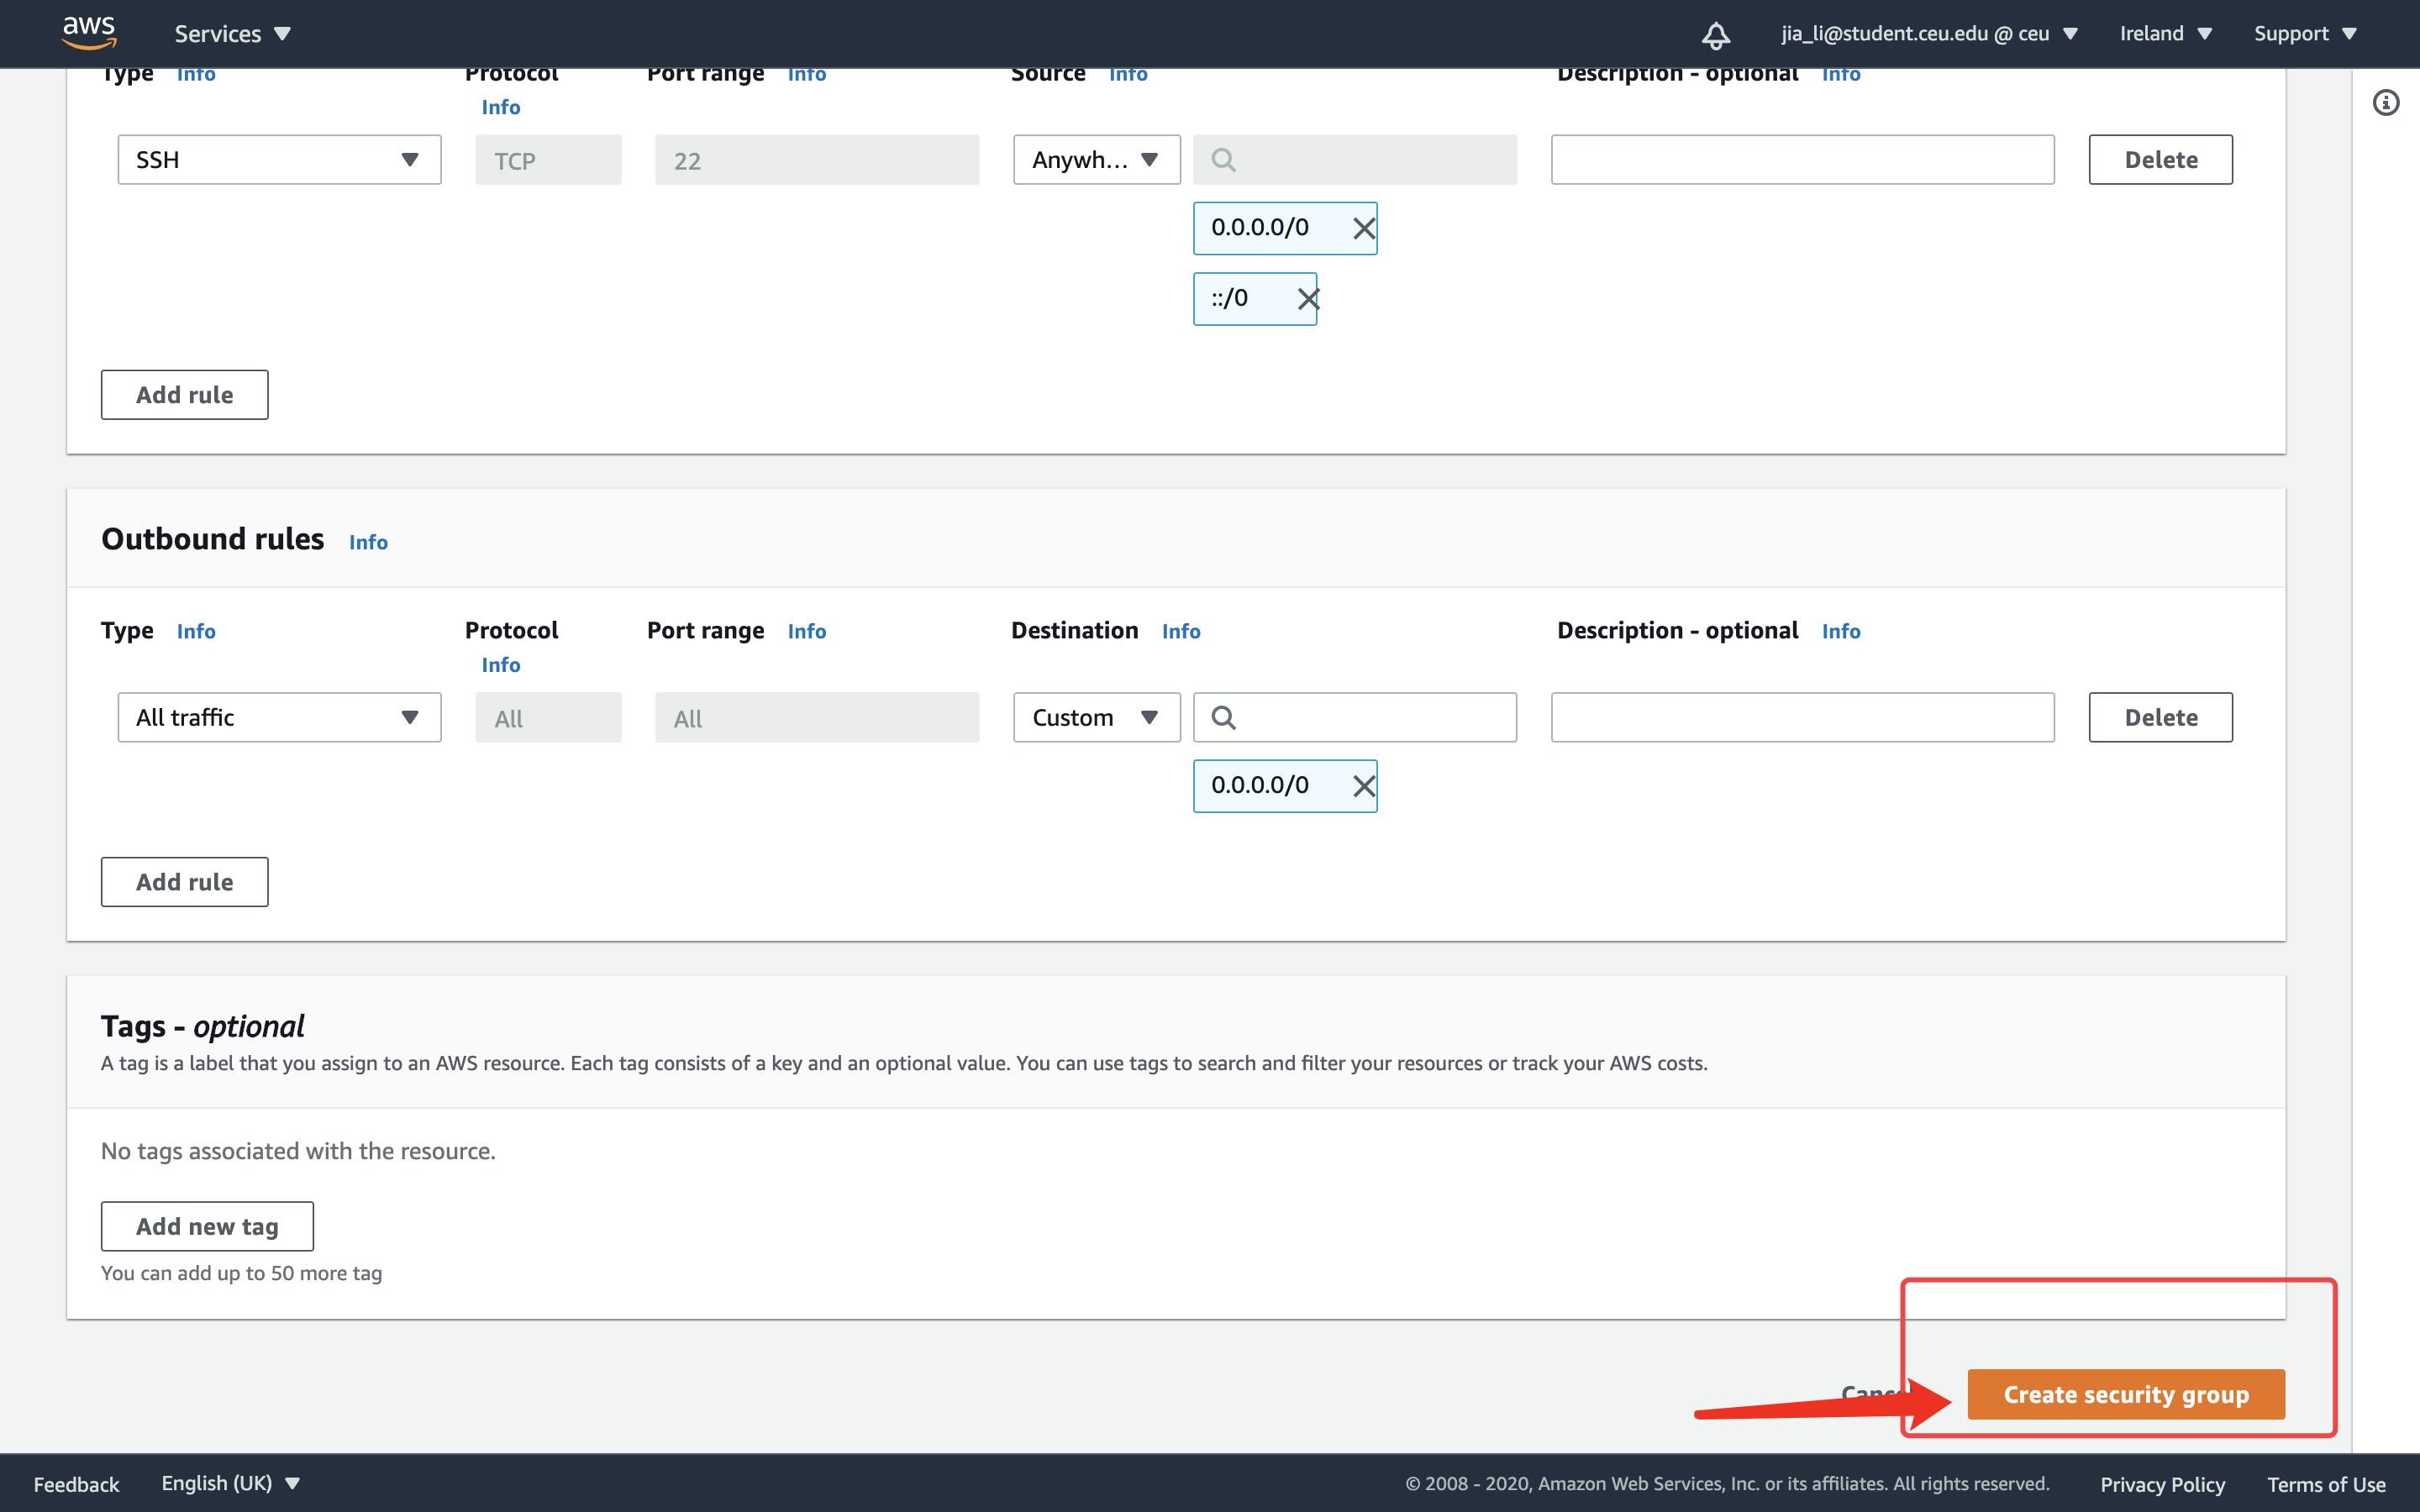 aws Services jia_li@student.ceu.edu @ ceu Ireland Support
Type Info Protocol Port range Info Source Info Description - optional Info
Info
SSH TCP 22 Anywh... Delete
0.0.0.0/0
::/0
Add rule
Outbound rules Info
Type Info Protocol Port range Info Destination Info Description - optional Info
Info
All traffic All All Custom Delete
0.0.0.0/0
Add rule
Tags - optional
A tag is a label that you assign to an AWS resource. Each tag consists of a key and an optional value. You can use tags to search and filter your resources or track your AWS costs.
No tags associated with the resource.
Add new tag
You can add up to 50 more tag
Cancel Create security group
Feedback English (UK) © 2008 - 2020, Amazon Web Services, Inc. or its affiliates. All rights reserved. Privacy Policy Terms of Use